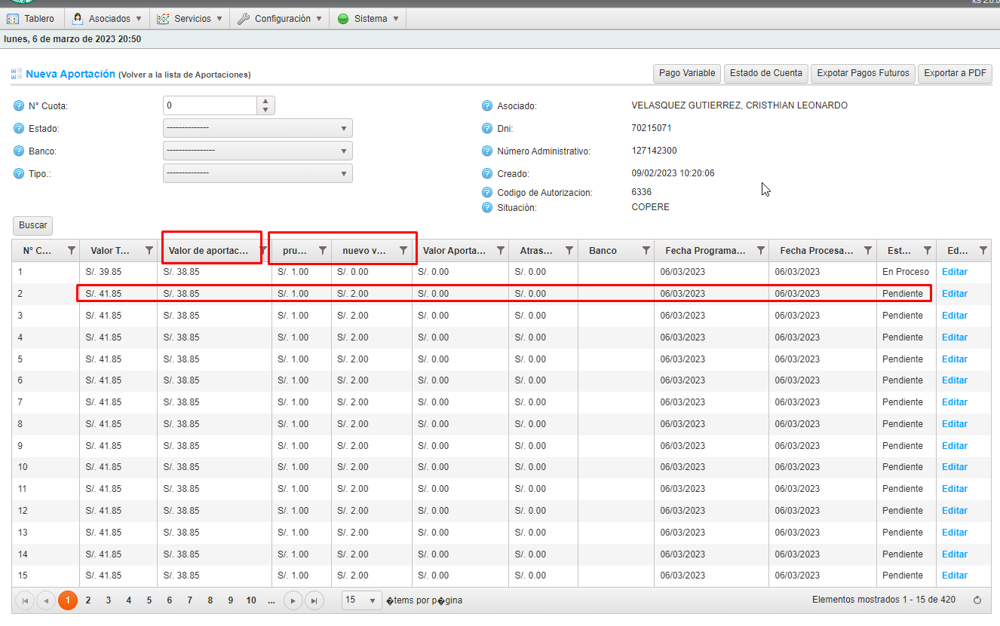 kS 2.0.0
Tablero Asociados Servicios Configuración Sistema
lunes, 6 de marzo de 2023 20:50
Nueva Aportación (Volver a la lista de Aportaciones) Pago Variable Estado de Cuenta Expotar Pagos Futuros Exportar a PDF
N° Cuota: 0 Asociado: VELASQUEZ GUTIERREZ, CRISTHIAN LEONARDO
Estado: -------------- Dni: 70215071
Banco: ---------------- Número Administrativo: 127142300
Tipo.: -------------- Creado: 09/02/2023 10:20:06
Codigo de Autorizacion: 6336
Situación: COPERE
Buscar
N° C... Valor T... Valor de aportac... pru... nuevo v... Valor Aporta... Atras... Banco Fecha Programa... Fecha Procesa... Est... Ed...
1 S/. 39.85 S/. 38.85 S/. 1.00 S/. 0.00 S/. 0.00 S/. 0.00 06/03/2023 06/03/2023 En Proceso Editar
2 S/. 41.85 S/. 38.85 S/. 1.00 S/. 2.00 S/. 0.00 S/. 0.00 06/03/2023 06/03/2023 Pendiente Editar
3 S/. 41.85 S/. 38.85 S/. 1.00 S/. 2.00 S/. 0.00 S/. 0.00 06/03/2023 06/03/2023 Pendiente Editar
4 S/. 41.85 S/. 38.85 S/. 1.00 S/. 2.00 S/. 0.00 S/. 0.00 06/03/2023 06/03/2023 Pendiente Editar
5 S/. 41.85 S/. 38.85 S/. 1.00 S/. 2.00 S/. 0.00 S/. 0.00 06/03/2023 06/03/2023 Pendiente Editar
6 S/. 41.85 S/. 38.85 S/. 1.00 S/. 2.00 S/. 0.00 S/. 0.00 06/03/2023 06/03/2023 Pendiente Editar
7 S/. 41.85 S/. 38.85 S/. 1.00 S/. 2.00 S/. 0.00 S/. 0.00 06/03/2023 06/03/2023 Pendiente Editar
8 S/. 41.85 S/. 38.85 S/. 1.00 S/. 2.00 S/. 0.00 S/. 0.00 06/03/2023 06/03/2023 Pendiente Editar
9 S/. 41.85 S/. 38.85 S/. 1.00 S/. 2.00 S/. 0.00 S/. 0.00 06/03/2023 06/03/2023 Pendiente Editar
10 S/. 41.85 S/. 38.85 S/. 1.00 S/. 2.00 S/. 0.00 S/. 0.00 06/03/2023 06/03/2023 Pendiente Editar
11 S/. 41.85 S/. 38.85 S/. 1.00 S/. 2.00 S/. 0.00 S/. 0.00 06/03/2023 06/03/2023 Pendiente Editar
12 S/. 41.85 S/. 38.85 S/. 1.00 S/. 2.00 S/. 0.00 S/. 0.00 06/03/2023 06/03/2023 Pendiente Editar
13 S/. 41.85 S/. 38.85 S/. 1.00 S/. 2.00 S/. 0.00 S/. 0.00 06/03/2023 06/03/2023 Pendiente Editar
14 S/. 41.85 S/. 38.85 S/. 1.00 S/. 2.00 S/. 0.00 S/. 0.00 06/03/2023 06/03/2023 Pendiente Editar
15 S/. 41.85 S/. 38.85 S/. 1.00 S/. 2.00 S/. 0.00 S/. 0.00 06/03/2023 06/03/2023 Pendiente Editar
1 2 3 4 5 6 7 8 9 10 ... 15 �tems por p�gina Elementos mostrados 1 - 15 de 420